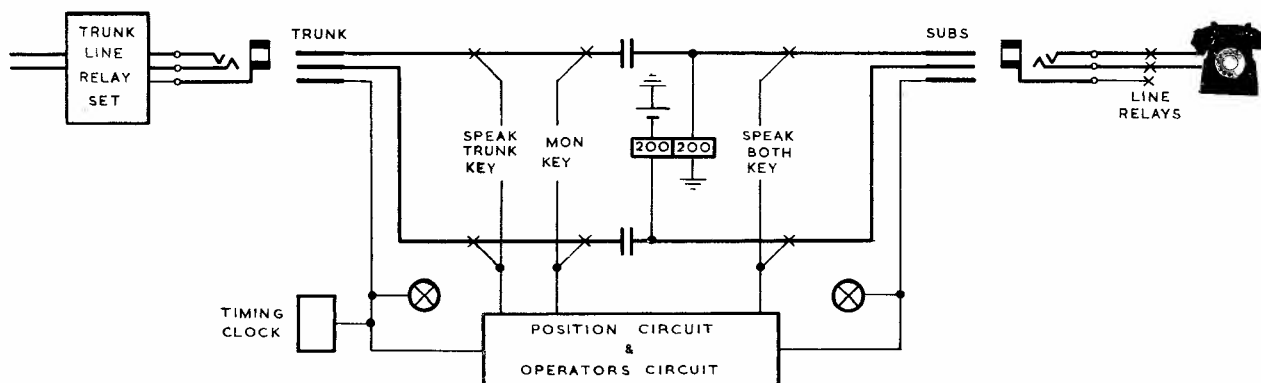 TRUNK
LINE
RELAY
SET
TRUNK
SUBS
LINE
RELAYS
SPEAK
TRUNK
KEY
MON
KEY
200 200
SPEAK
BOTH
KEY
TIMING
CLOCK
POSITION CIRCUIT
&
OPERATORS CIRCUIT